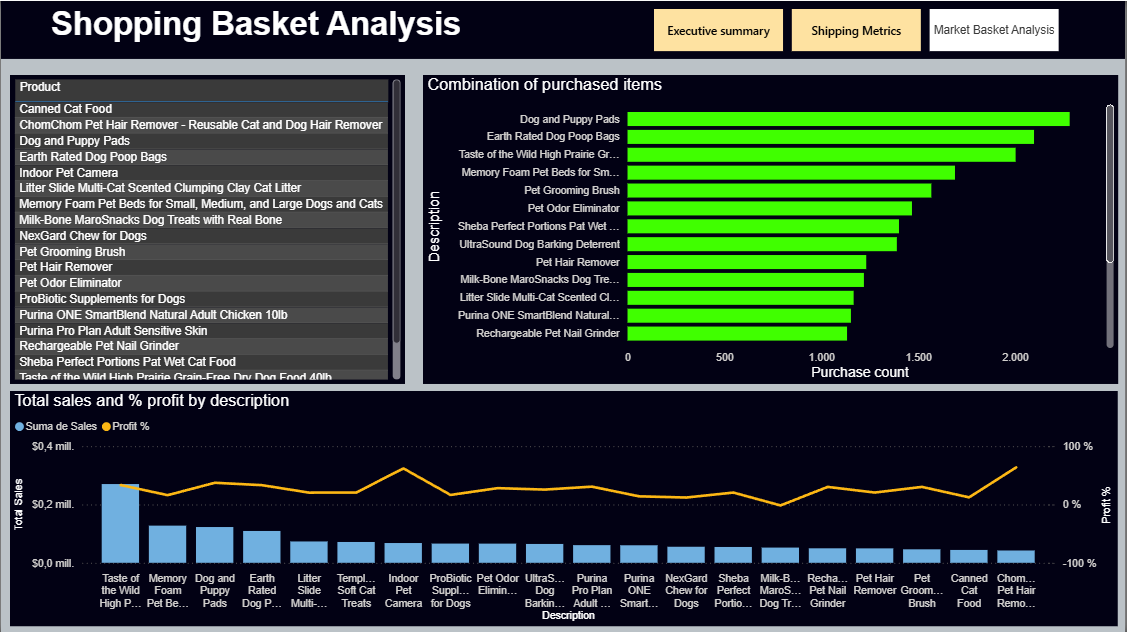 Shopping Basket Analysis
Executive summary
Shipping Metrics
Market Basket Analysis
Product
Canned Cat Food
ChomChom Pet Hair Remover - Reusable Cat and Dog Hair Remover
Dog and Puppy Pads
Earth Rated Dog Poop Bags
Indoor Pet Camera
Litter Slide Multi-Cat Scented Clumping Clay Cat Litter
Memory Foam Pet Beds for Small, Medium, and Large Dogs and Cats
Milk-Bone MaroSnacks Dog Treats with Real Bone
NexGard Chew for Dogs
Pet Grooming Brush
Pet Hair Remover
Pet Odor Eliminator
ProBiotic Supplements for Dogs
Purina ONE SmartBlend Natural Adult Chicken 10lb
Purina Pro Plan Adult Sensitive Skin
Rechargeable Pet Nail Grinder
Sheba Perfect Portions Pat Wet Cat Food
Taste of the Wild High Prairie Grain-Free Dry Dog Food 40lb
Combination of purchased items
Description
Dog and Puppy Pads
Earth Rated Dog Poop Bags
Taste of the Wild High Prairie Gr...
Memory Foam Pet Beds for Sm...
Pet Grooming Brush
Pet Odor Eliminator
Sheba Perfect Portions Pat Wet ...
UltraSound Dog Barking Deterrent
Pet Hair Remover
Milk-Bone MaroSnacks Dog Tre...
Litter Slide Multi-Cat Scented Cl...
Purina ONE SmartBlend Natural...
Rechargeable Pet Nail Grinder
0 500 1.000 1.500 2.000
Purchase count
Total sales and % profit by description
Suma de Sales Profit %
Total Sales
$0,4 mill.
$0,2 mill.
$0,0 mill.
100 %
0 %
-100 %
Profit %
Taste of
the Wild
High P...
Memory
Foam
Pet Be...
Dog and
Puppy
Pads
Earth
Rated
Dog P...
Litter
Slide
Multi-...
Templ...
Soft Cat
Treats
Indoor
Pet
Camera
ProBiotic
Suppl...
for Dogs
Pet Odor
Elimin...
UltraS...
Dog
Barkin...
Purina
Pro Plan
Adult ...
Purina
ONE
Smart...
NexGard
Chew for
Dogs
Sheba
Perfect
Portio...
Milk-B...
MaroS...
Dog Tr...
Recha...
Pet Nail
Grinder
Pet Hair
Remover
Pet
Groom...
Brush
Canned
Cat
Food
Chom...
Pet Hair
Remo...
Description